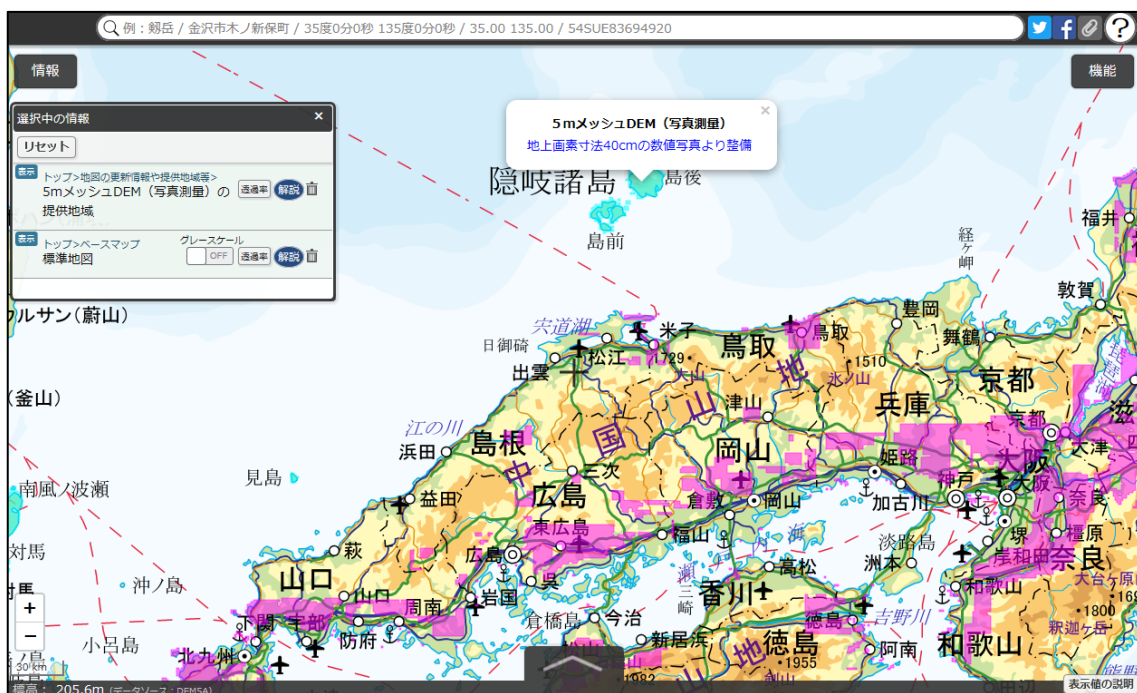 例：剱岳 / 金沢市木ノ新保町 / 35度0分0秒 135度0分0秒 / 35.00 135.00 / 54SUE83694920
情報
機能
選択中の情報
×
リセット
表示
トップ>地図の更新情報や提供地域等>
5mメッシュDEM（写真測量）の
提供地域
透過率
解説
表示
トップ>ベースマップ
標準地図
グレースケール
OFF
透過率
解説
×
５ｍメッシュDEM（写真測量）
地上画素寸法40cmの数値写真より整備
隠岐諸島
島後
島前
経ヶ岬
福井
敦賀
ウルサン(蔚山)
(釜山)
宍道湖
日御碕
米子
松江
出雲
1729
大山
鳥取
鳥取
豊岡
舞鶴
1510
氷ノ山
京都
京都
琵琶湖
滋
大津
兵庫
津山
岡山
岡山
倉敷
姫路
加古川
神戸
大阪
大阪
堺
岸和田
奈良
奈良
橿原
大台ヶ原山
1800
釈迦ヶ岳
江の川
浜田
島根
中国山地
三次
広島
広島
東広島
福山
呉
見島
益田
萩
山口
山口
岩国
周南
防府
宇部
下関
北九州
南風ノ波瀬
対馬
沖ノ島
小呂島
倉橋島
今治
新居浜
香川
高松
徳島
徳島
1955
剣山
1982
吉野川
阿南
淡路島
洲本
和歌山
和歌山
+
−
30 km
標高： 205.6m (データソース：DEM5A)
表示値の説明